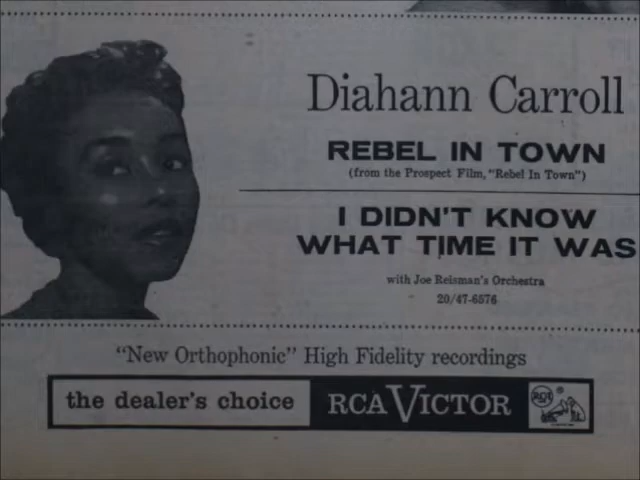 Diahann Carroll
REBEL IN TOWN
(from the Prospect Film, "Rebel In Town")
I DIDN'T KNOW
WHAT TIME IT WAS
with Joe Reisman's Orchestra
20/47-6576
"New Orthophonic" High Fidelity recordings
the dealer's choice RCA VICTOR RCA ®